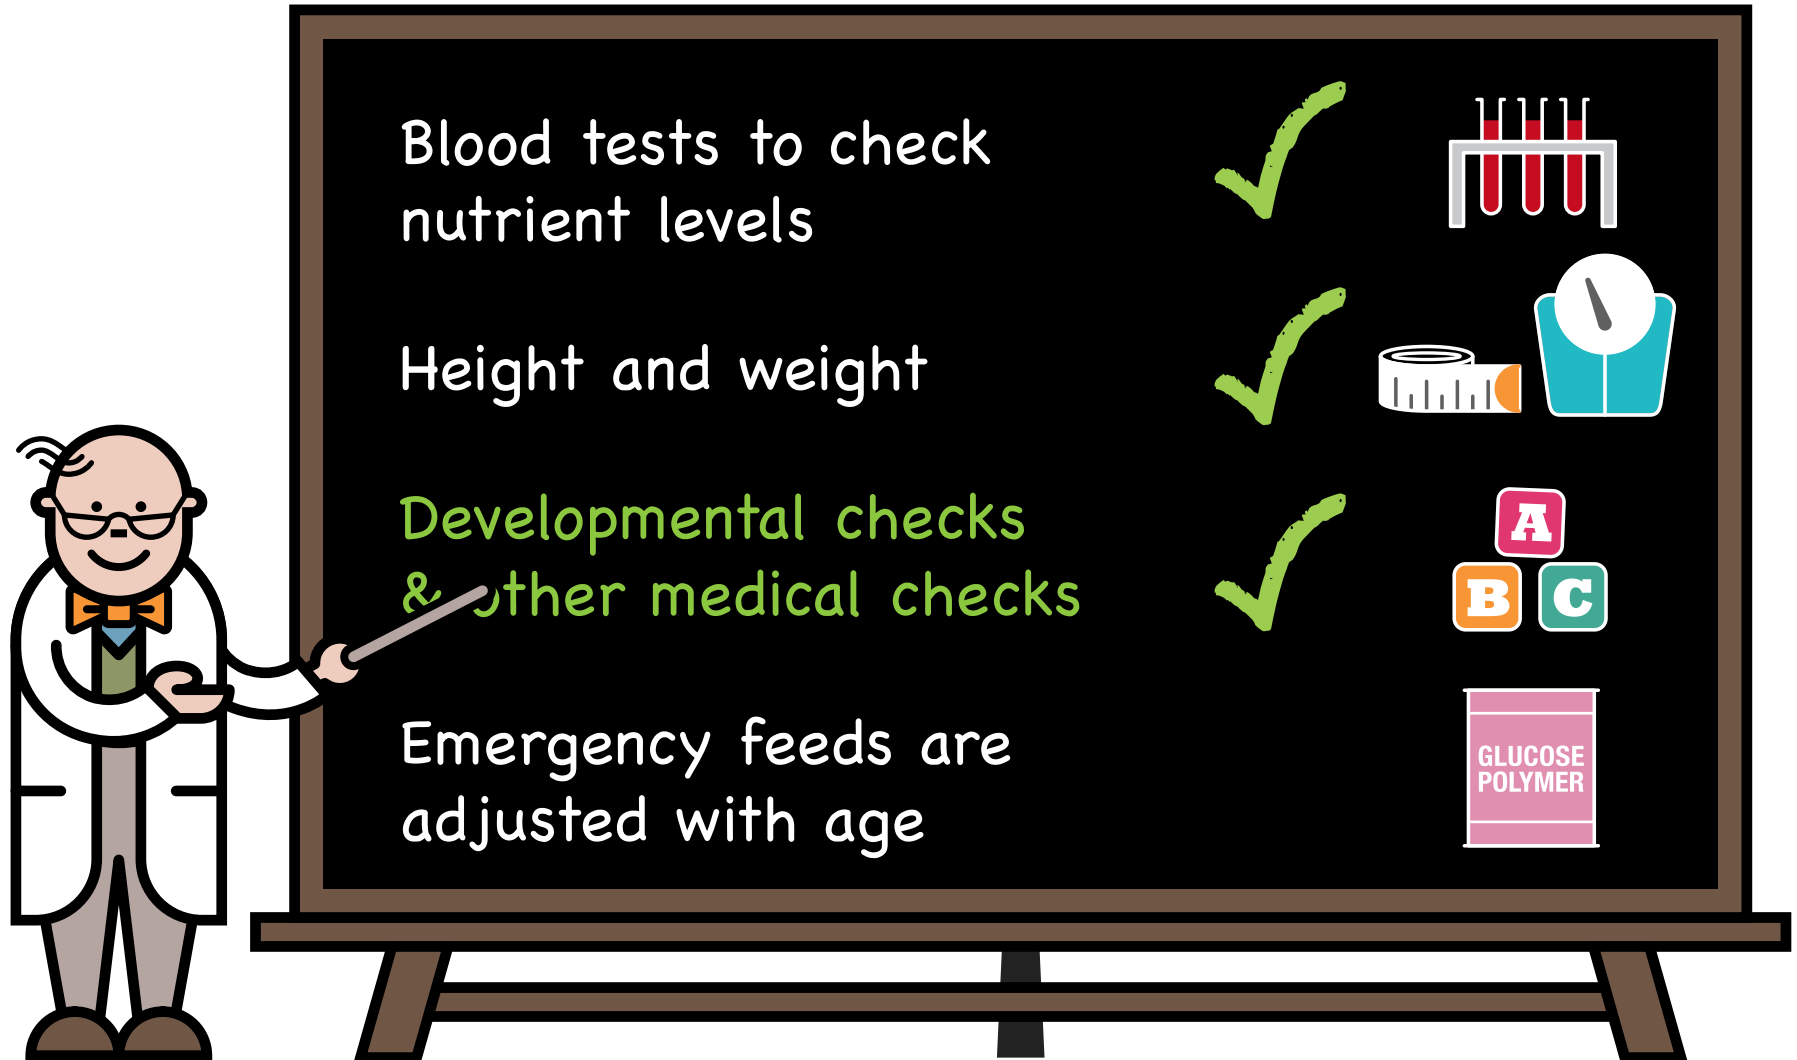 Blood tests to check
nutrient levels
Height and weight
Developmental checks
& other medical checks
Emergency feeds are
adjusted with age
A
B C
GLUCOSE
POLYMER